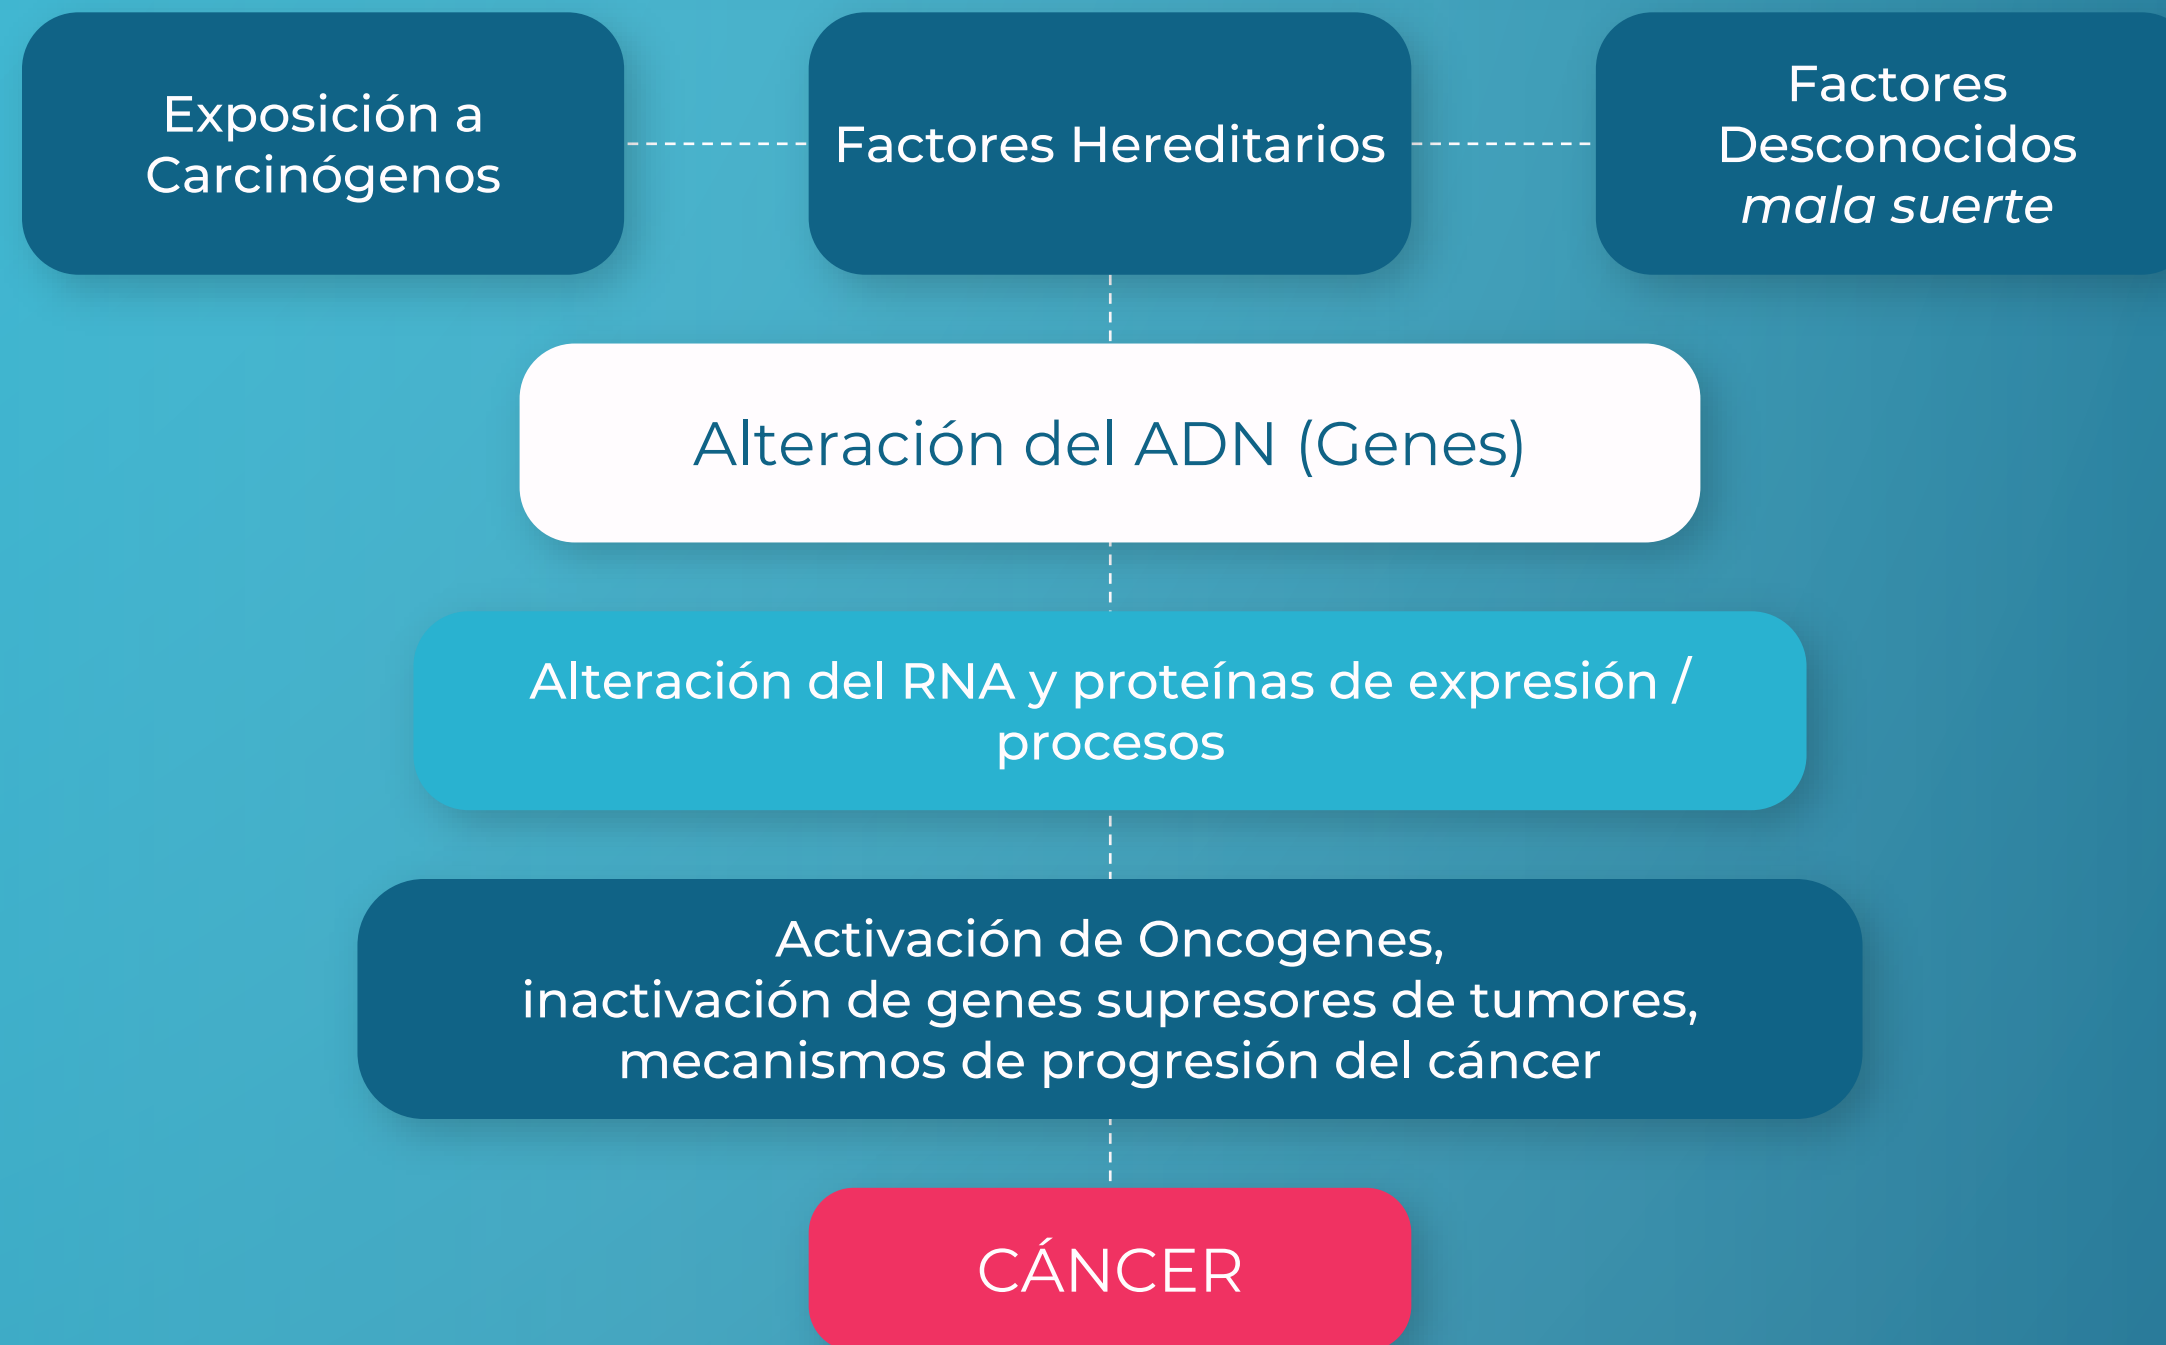 Exposición a
Carcinógenos
Factores Hereditarios
Factores
Desconocidos
mala suerte
Alteración del ADN (Genes)
Alteración del RNA y proteínas de expresión /
procesos
Activación de Oncogenes,
inactivación de genes supresores de tumores,
mecanismos de progresión del cáncer
CÁNCER